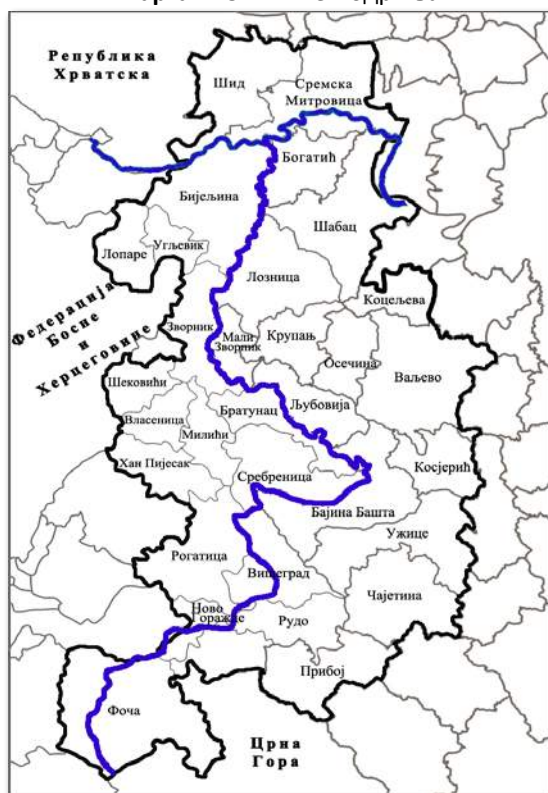 Република
Хрватска
Шид
Сремска
Митровица
Богатић
Бијељина
Шабац
Угљевик
Лопаре
Лозница
Коцељева
Федерација
Босне
и
Херцеговине
Зворник
Мали
Зворник
Крупањ
Осечина
Ваљево
Шековићи
Братунац
Љубовија
Власеница
Милићи
Хан Пијесак
Косјерић
Сребреница
Бајина Башта
Ужице
Рогатица
Вишеград
Чајетина
Ново
Горажде
Рудо
Прибој
Фоча
Црна
Гора